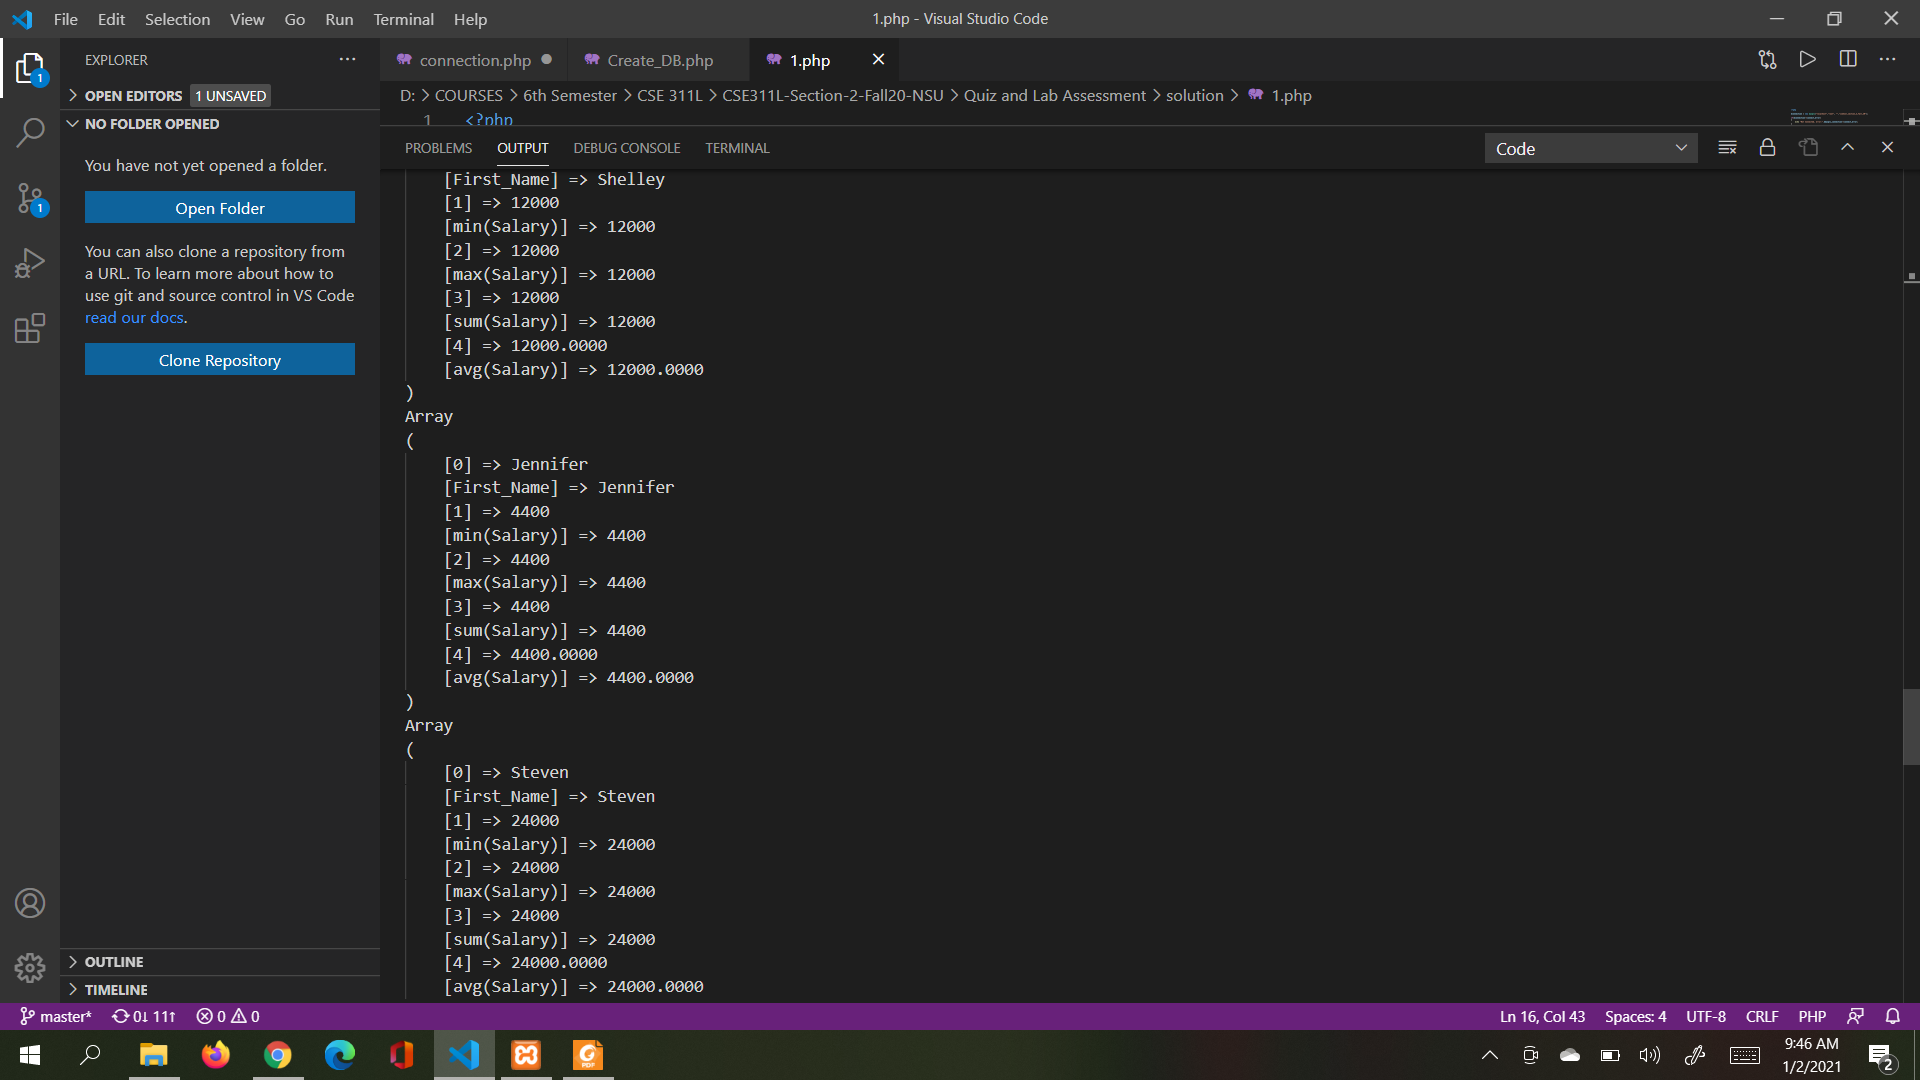 File Edit Selection View Go Run Terminal Help
1.php - Visual Studio Code
EXPLORER
connection.php
Create_DB.php
1.php
OPEN EDITORS 1 UNSAVED
D: > COURSES > 6th Semester > CSE 311L > CSE311L-Section-2-Fall20-NSU > Quiz and Lab Assessment > solution > 1.php
1 <?php
NO FOLDER OPENED
PROBLEMS OUTPUT DEBUG CONSOLE TERMINAL
Code
You have not yet opened a folder.
Open Folder
You can also clone a repository from
a URL. To learn more about how to
use git and source control in VS Code
read our docs.
Clone Repository
[First_Name] => Shelley
[1] => 12000
[min(Salary)] => 12000
[2] => 12000
[max(Salary)] => 12000
[3] => 12000
[sum(Salary)] => 12000
[4] => 12000.0000
[avg(Salary)] => 12000.0000
)
Array
(
[0] => Jennifer
[First_Name] => Jennifer
[1] => 4400
[min(Salary)] => 4400
[2] => 4400
[max(Salary)] => 4400
[3] => 4400
[sum(Salary)] => 4400
[4] => 4400.0000
[avg(Salary)] => 4400.0000
)
Array
(
[0] => Steven
[First_Name] => Steven
[1] => 24000
[min(Salary)] => 24000
[2] => 24000
[max(Salary)] => 24000
[3] => 24000
[sum(Salary)] => 24000
[4] => 24000.0000
[avg(Salary)] => 24000.0000
1
1
OUTLINE
TIMELINE
master* 0↓ 11↑ 0 0
Ln 16, Col 43 Spaces: 4 UTF-8 CRLF PHP
9:46 AM
1/2/2021
2
PDF